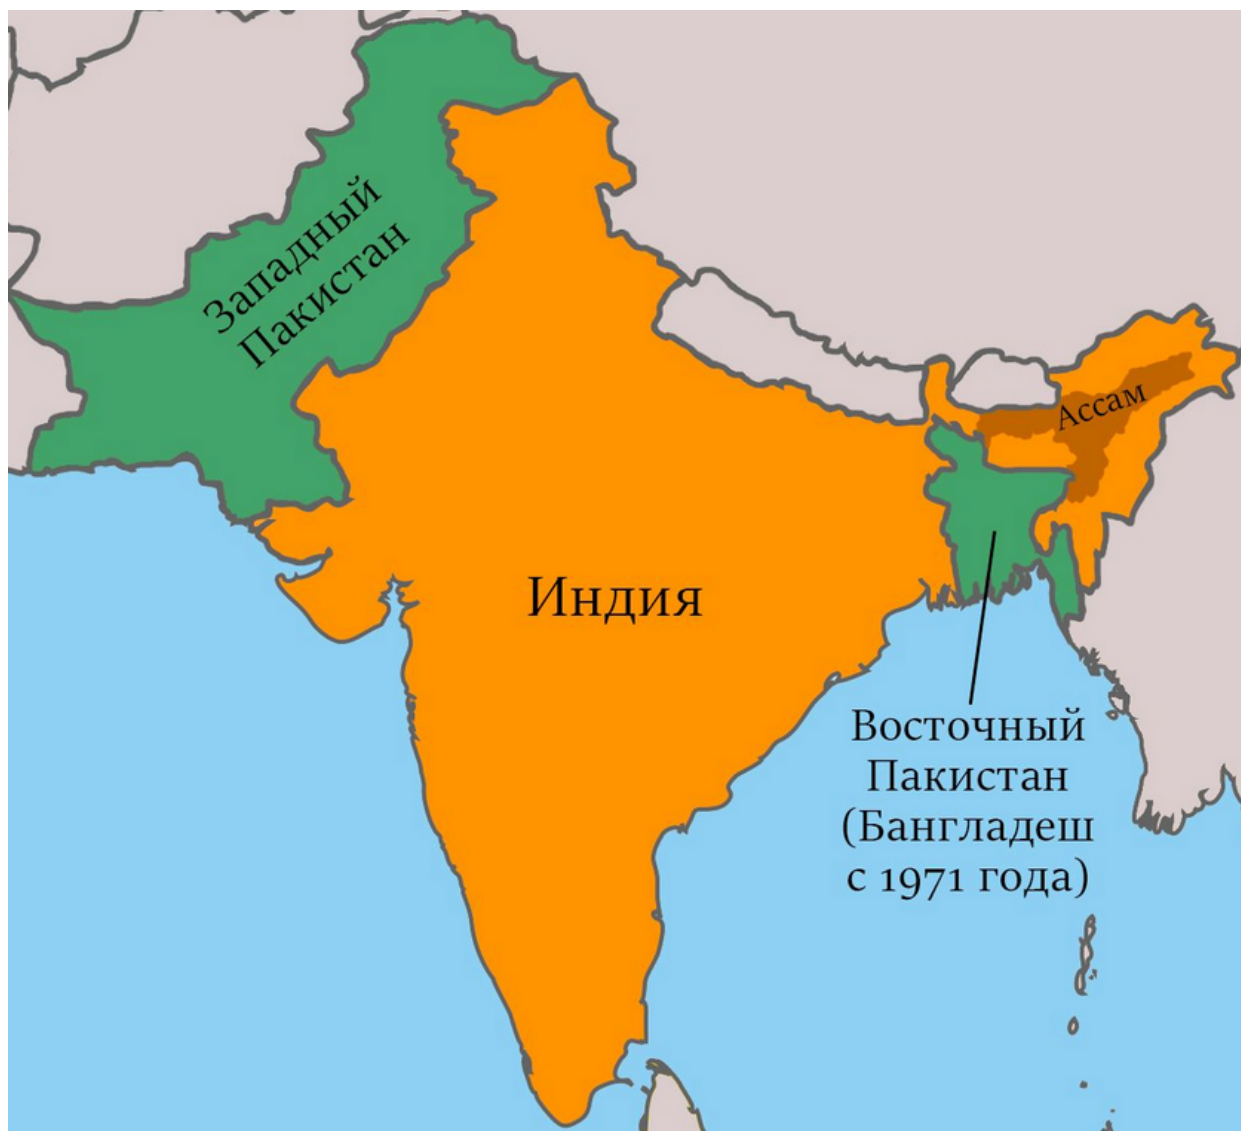 Западный
Пакистан
Ассам
Индия
Восточный
Пакистан
(Бангладеш
с 1971 года)